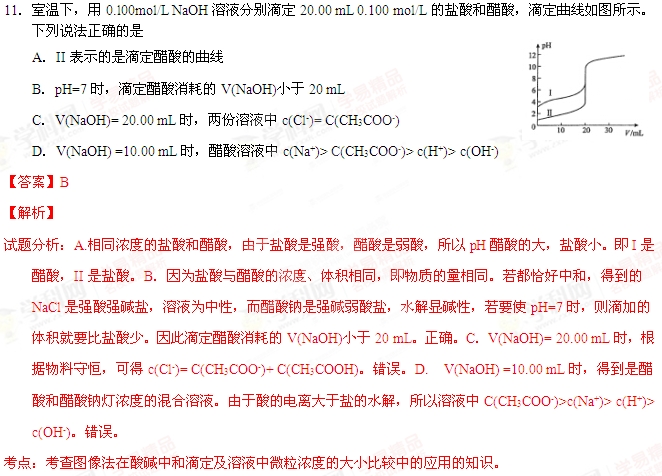 11．室温下，用 0.100mol/L NaOH 溶液分别滴定 20.00 mL 0.100 mol/L 的盐酸和醋酸，滴定曲线如图所示。
下列说法正确的是
A．II 表示的是滴定醋酸的曲线
B．pH=7 时，滴定醋酸消耗的 V(NaOH)小于 20 mL
C．V(NaOH)= 20.00 mL 时，两份溶液中 c(Cl⁻)= C(CH₃COO⁻)
D．V(NaOH) =10.00 mL 时，醋酸溶液中 c(Na⁺)> C(CH₃COO⁻)> c(H⁺)> c(OH⁻)
pH
12
10
8
6
4
2
0
I
II
10 20 30 V/mL
【答案】B
【解析】
试题分析：A.相同浓度的盐酸和醋酸，由于盐酸是强酸，醋酸是弱酸，所以 pH 醋酸的大，盐酸小。即 I 是
醋酸，II 是盐酸。B．因为盐酸与醋酸的浓度、体积相同，即物质的量相同。若都恰好中和，得到的
NaCl 是强酸强碱盐，溶液为中性，而醋酸钠是强碱弱酸盐，水解显碱性，若要使 pH=7 时，则滴加的
体积就要比盐酸少。因此滴定醋酸消耗的 V(NaOH)小于 20 mL。正确。C．V(NaOH)= 20.00 mL 时，根
据物料守恒，可得 c(Cl⁻)= C(CH₃COO⁻)+ C(CH₃COOH)。错误。D． V(NaOH) =10.00 mL 时，得到是醋
酸和醋酸钠灯浓度的混合溶液。由于酸的电离大于盐的水解，所以溶液中 C(CH₃COO⁻)>c(Na⁺)> c(H⁺)>
c(OH⁻)。错误。
考点：考查图像法在酸碱中和滴定及溶液中微粒浓度的大小比较中的应用的知识。